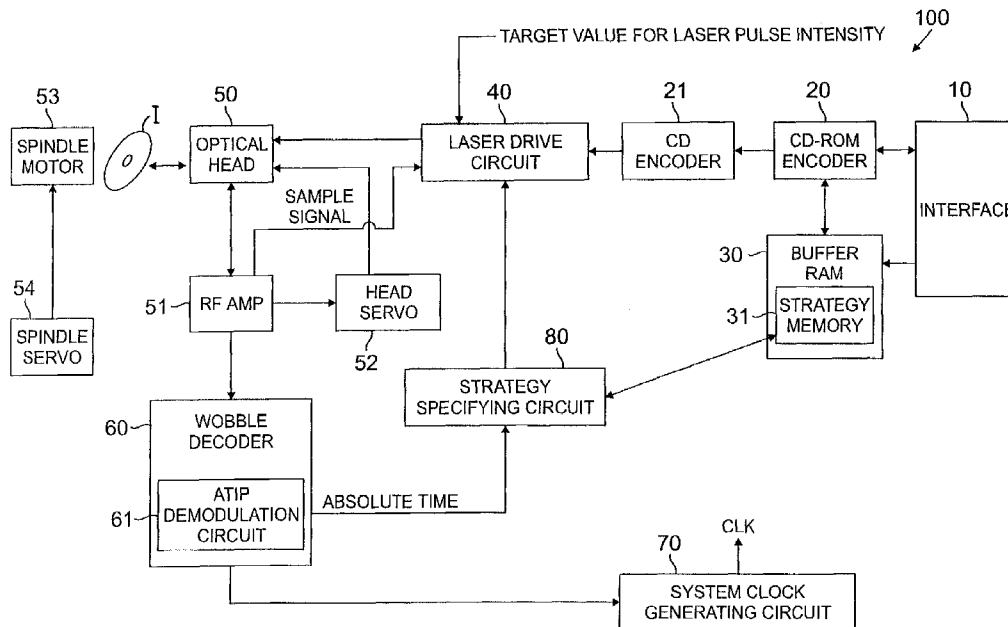 TARGET VALUE FOR LASER PULSE INTENSITY
100
53
I
50
40
21
20
10
SPINDLE
MOTOR
OPTICAL
HEAD
LASER DRIVE
CIRCUIT
CD
ENCODER
CD-ROM
ENCODER
INTERFACE
SAMPLE
SIGNAL
54
SPINDLE
SERVO
51
RF AMP
HEAD
SERVO
52
30
BUFFER
RAM
31
STRATEGY
MEMORY
80
STRATEGY
SPECIFYING CIRCUIT
60
WOBBLE
DECODER
61
ATIP
DEMODULATION
CIRCUIT
ABSOLUTE TIME
CLK
70
SYSTEM CLOCK
GENERATING CIRCUIT